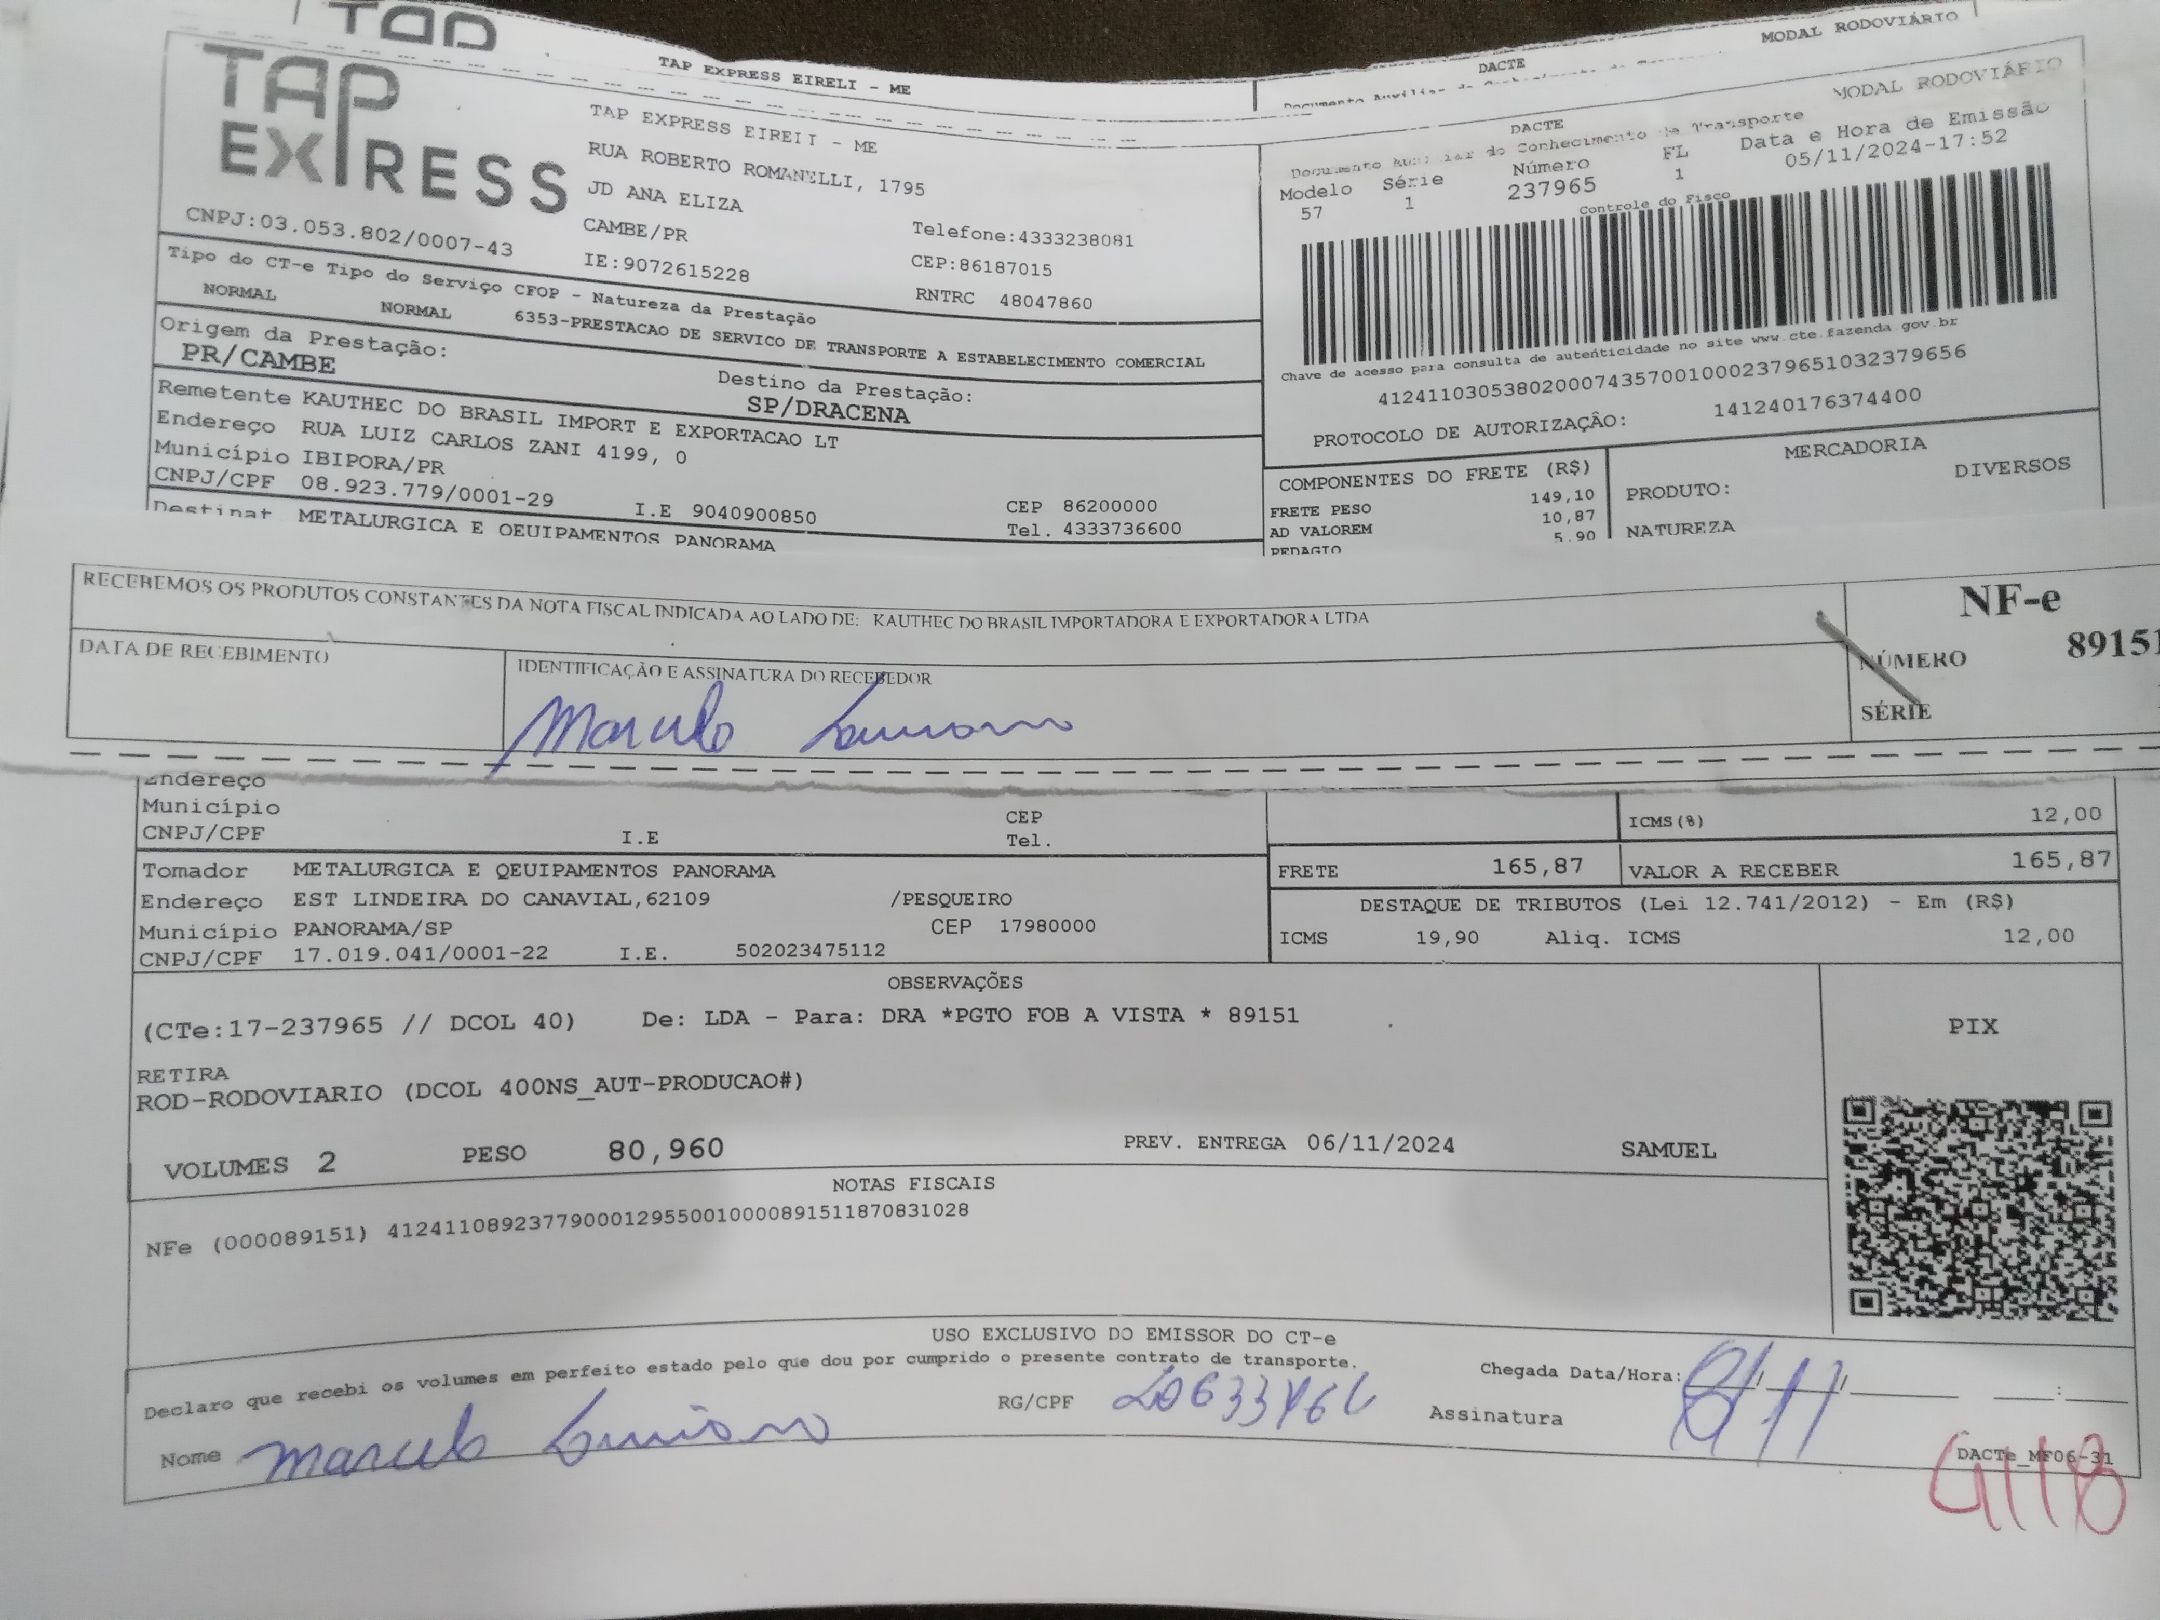 TAP
TAP EXPRESS EIRELI - ME
DACTE
MODAL RODOVIÁRIO
TAP EXPRESS
CNPJ:03.053.802/0007-43
TAP EXPRESS EIRELI - ME
RUA ROBERTO ROMANELLI, 1795
JD ANA ELIZA
CAMBE/PR
IE:9072615228
Telefone:4333238081
CEP:86187015
RNTRC 48047860
MODAL RODOVIÁRIO
DACTE
Documento Auxiliar do Conhecimento de Transporte
Modelo Série Número FL Data e Hora de Emissão
57 1 237965 1 05/11/2024-17:52
Controle do Fisco
Chave de acesso para consulta de autenticidade no site www.cte.fazenda.gov.br
41241103053802000743570010002379651032379656
PROTOCOLO DE AUTORIZAÇÃO: 141240176374400
Tipo do CT-e Tipo do Serviço CFOP - Natureza da Prestação
NORMAL NORMAL 6353-PRESTACAO DE SERVICO DE TRANSPORTE A ESTABELECIMENTO COMERCIAL
Origem da Prestação: Destino da Prestação:
PR/CAMBE SP/DRACENA
Remetente KAUTHEC DO BRASIL IMPORT E EXPORTACAO LT
Endereço RUA LUIZ CARLOS ZANI 4199, 0
Município IBIPORA/PR CEP 86200000
CNPJ/CPF 08.923.779/0001-29 I.E 9040900850 Tel. 4333736600
Destinat METALURGICA E QEUIPAMENTOS PANORAMA
COMPONENTES DO FRETE (R$)
FRETE PESO 149,10
AD VALOREM 10,87
PEDAGIO 5,90
MERCADORIA
PRODUTO: DIVERSOS
NATUREZA
RECEBEMOS OS PRODUTOS CONSTANTES DA NOTA FISCAL INDICADA AO LADO DE: KAUTHEC DO BRASIL IMPORTADORA E EXPORTADORA LTDA
DATA DE RECEBIMENTO
IDENTIFICAÇÃO E ASSINATURA DO RECEBEDOR
Marcelo
NF-e
NÚMERO 89151
SÉRIE
Endereço
Município CEP
CNPJ/CPF I.E Tel.
ICMS(%) 12,00
Tomador METALURGICA E QEUIPAMENTOS PANORAMA
Endereço EST LINDEIRA DO CANAVIAL,62109 /PESQUEIRO
Município PANORAMA/SP CEP 17980000
CNPJ/CPF 17.019.041/0001-22 I.E. 502023475112
FRETE 165,87 VALOR A RECEBER 165,87
DESTAQUE DE TRIBUTOS (Lei 12.741/2012) - Em (R$)
ICMS 19,90 Aliq. ICMS 12,00
OBSERVAÇÕES
(CTe:17-237965 // DCOL 40) De: LDA - Para: DRA *PGTO FOB A VISTA * 89151
RETIRA
ROD-RODOVIARIO (DCOL 400NS_AUT-PRODUCAO#)
PIX
VOLUMES 2 PESO 80,960 PREV. ENTREGA 06/11/2024 SAMUEL
NOTAS FISCAIS
NFe (000089151) 41241108923779000129550010000891511870831028
USO EXCLUSIVO DO EMISSOR DO CT-e
Declaro que recebi os volumes em perfeito estado pelo que dou por cumprido o presente contrato de transporte.
Chegada Data/Hora: 8/11/ :
Nome Marcelo RG/CPF Assinatura
DACTe_MF06-31